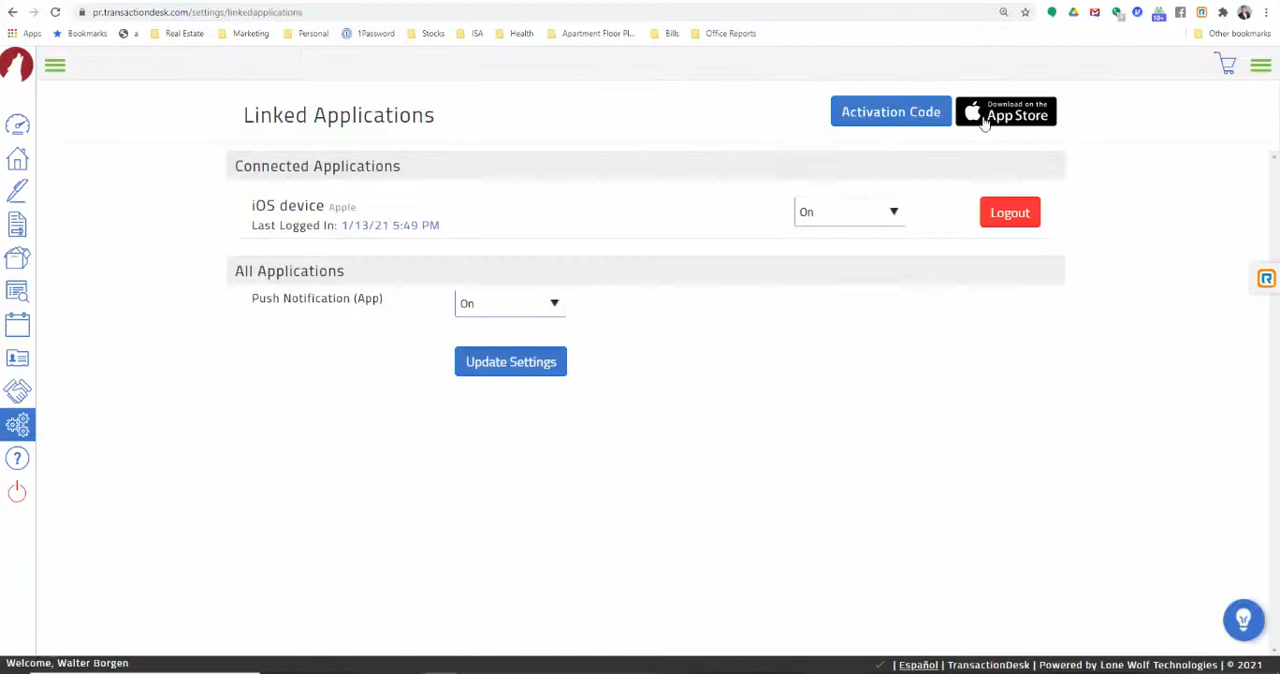 pr.transactiondesk.com/settings/linkedapplications
Apps Bookmarks a Real Estate Marketing Personal 1Password Stocks ISA Health Apartment Floor Pl... Bills Office Reports Other bookmarks
Linked Applications
Activation Code
Download on the
App Store
Connected Applications
iOS device Apple
Last Logged In: 1/13/21 5:49 PM
On
Logout
All Applications
Push Notification (App)
On
Update Settings
Welcome, Walter Borgen
| Español | TransactionDesk | Powered by Lone Wolf Technologies | © 2021